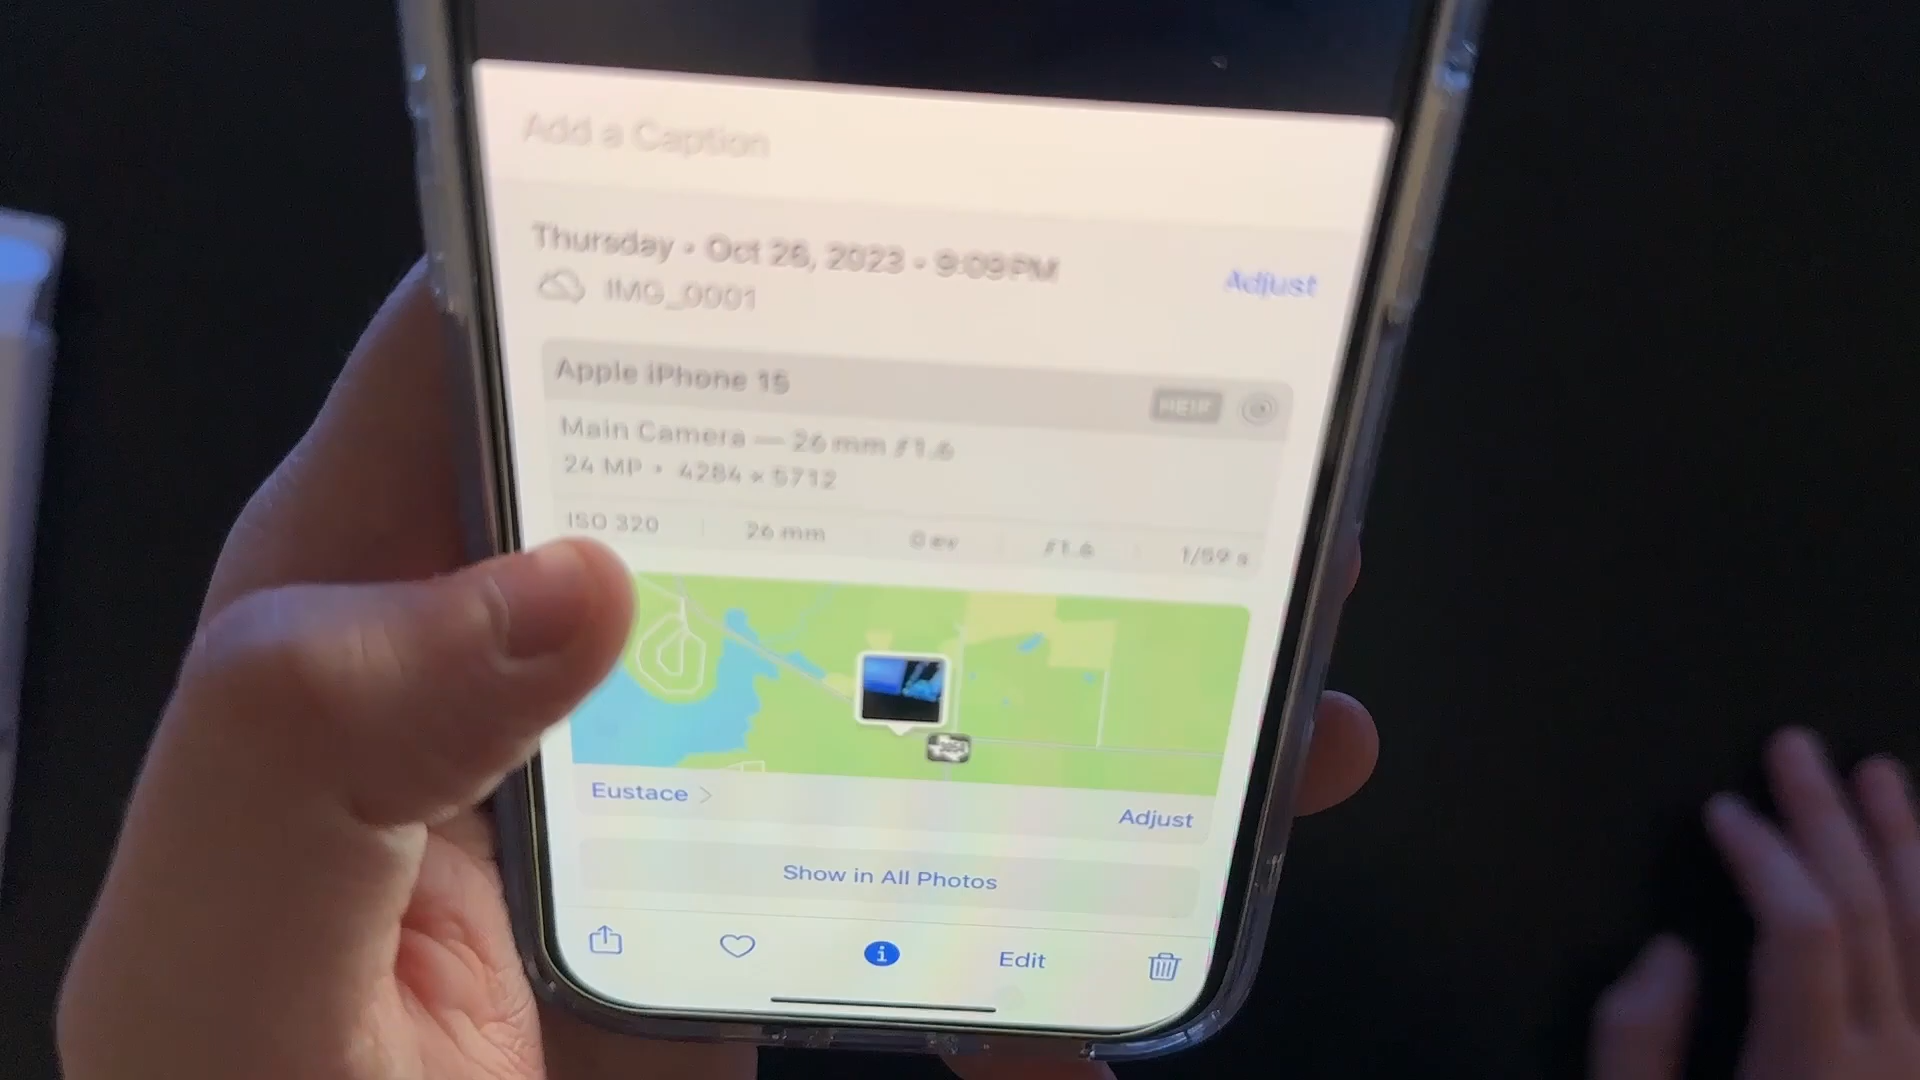 Add a Caption
Thursday • Oct 26, 2023 • 9:09 PM
Adjust
IMG_0001
Apple iPhone 15
HEIF
Main Camera — 26 mm ƒ1.6
24 MP • 4284 × 5712
ISO 320
26 mm
0 ev
ƒ1.6
1/59 s
Eustace
Adjust
Show in All Photos
Edit